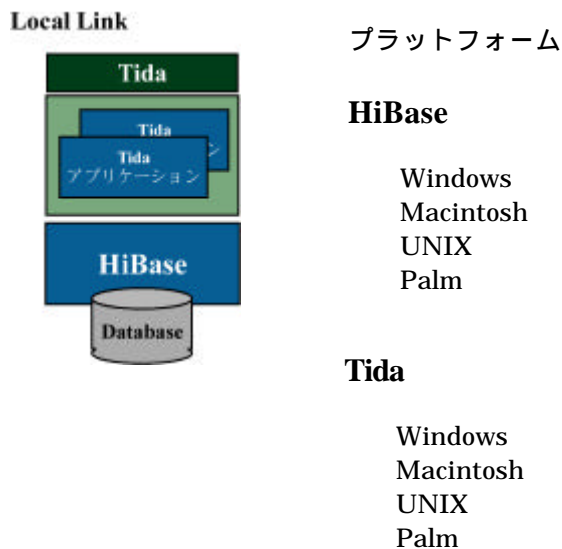 Local Link
Tida
Tida
Tida
アプリケーション
HiBase
Database
プラットフォーム
HiBase
Windows
Macintosh
UNIX
Palm
Tida
Windows
Macintosh
UNIX
Palm